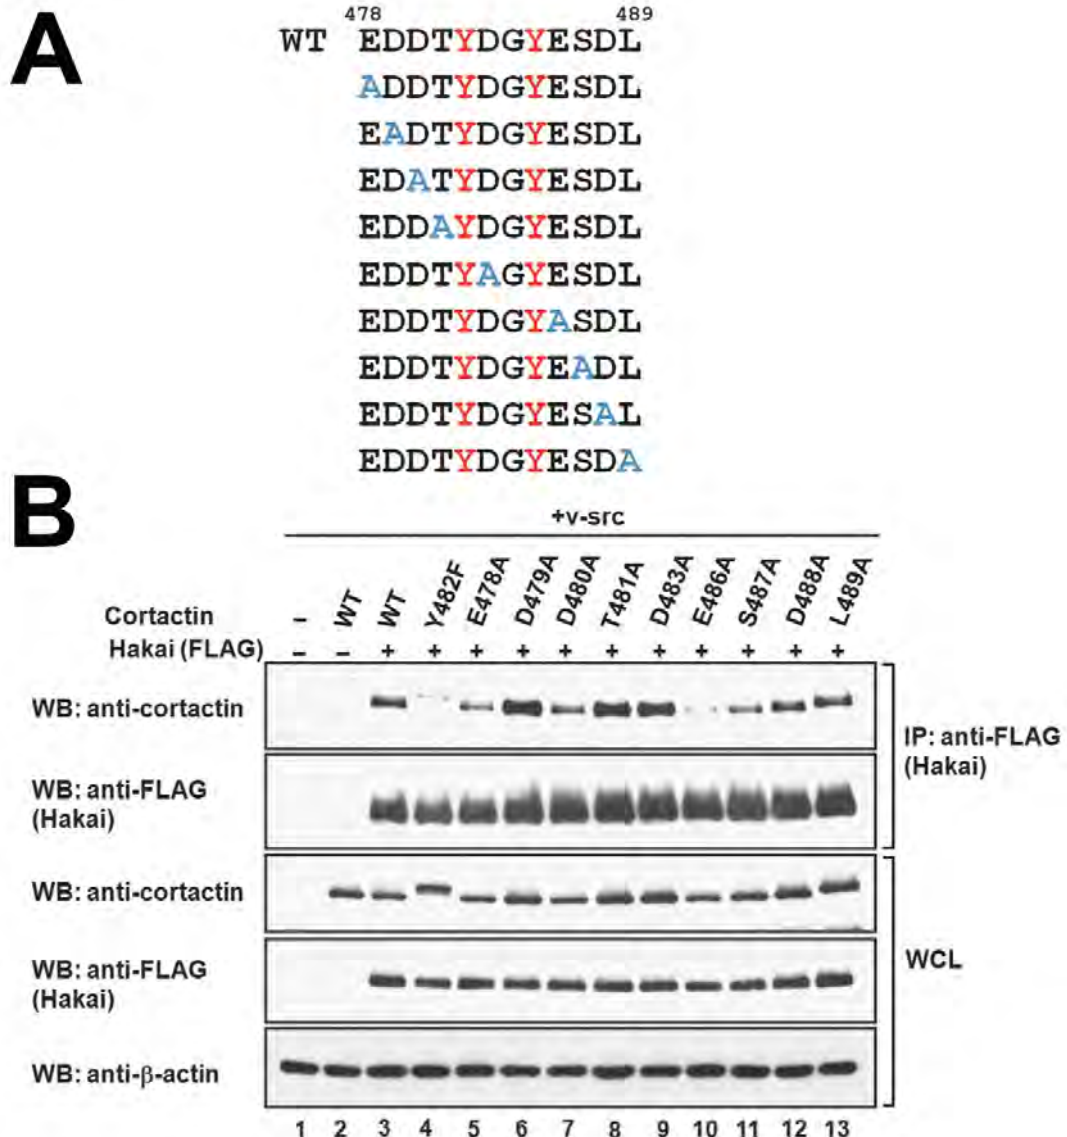 A
478 489
WT EDDTYDGYESDL
ADDTYDGYESDL
EADTYDGYESDL
EDATYDGYESDL
EDDAYDGYESDL
EDDTYAGYESDL
EDDTYDGYASDL
EDDTYDGYEADL
EDDTYDGYESAL
EDDTYDGYESDA
B
+v-src
Cortactin - WT WT Y482F E478A D479A D480A T481A D483A E486A S487A D488A L489A
Hakai (FLAG) - - + + + + + + + + + + +
WB: anti-cortactin
WB: anti-FLAG
(Hakai)
IP: anti-FLAG
(Hakai)
WB: anti-cortactin
WB: anti-FLAG
(Hakai)
WB: anti-β-actin
WCL
1 2 3 4 5 6 7 8 9 10 11 12 13